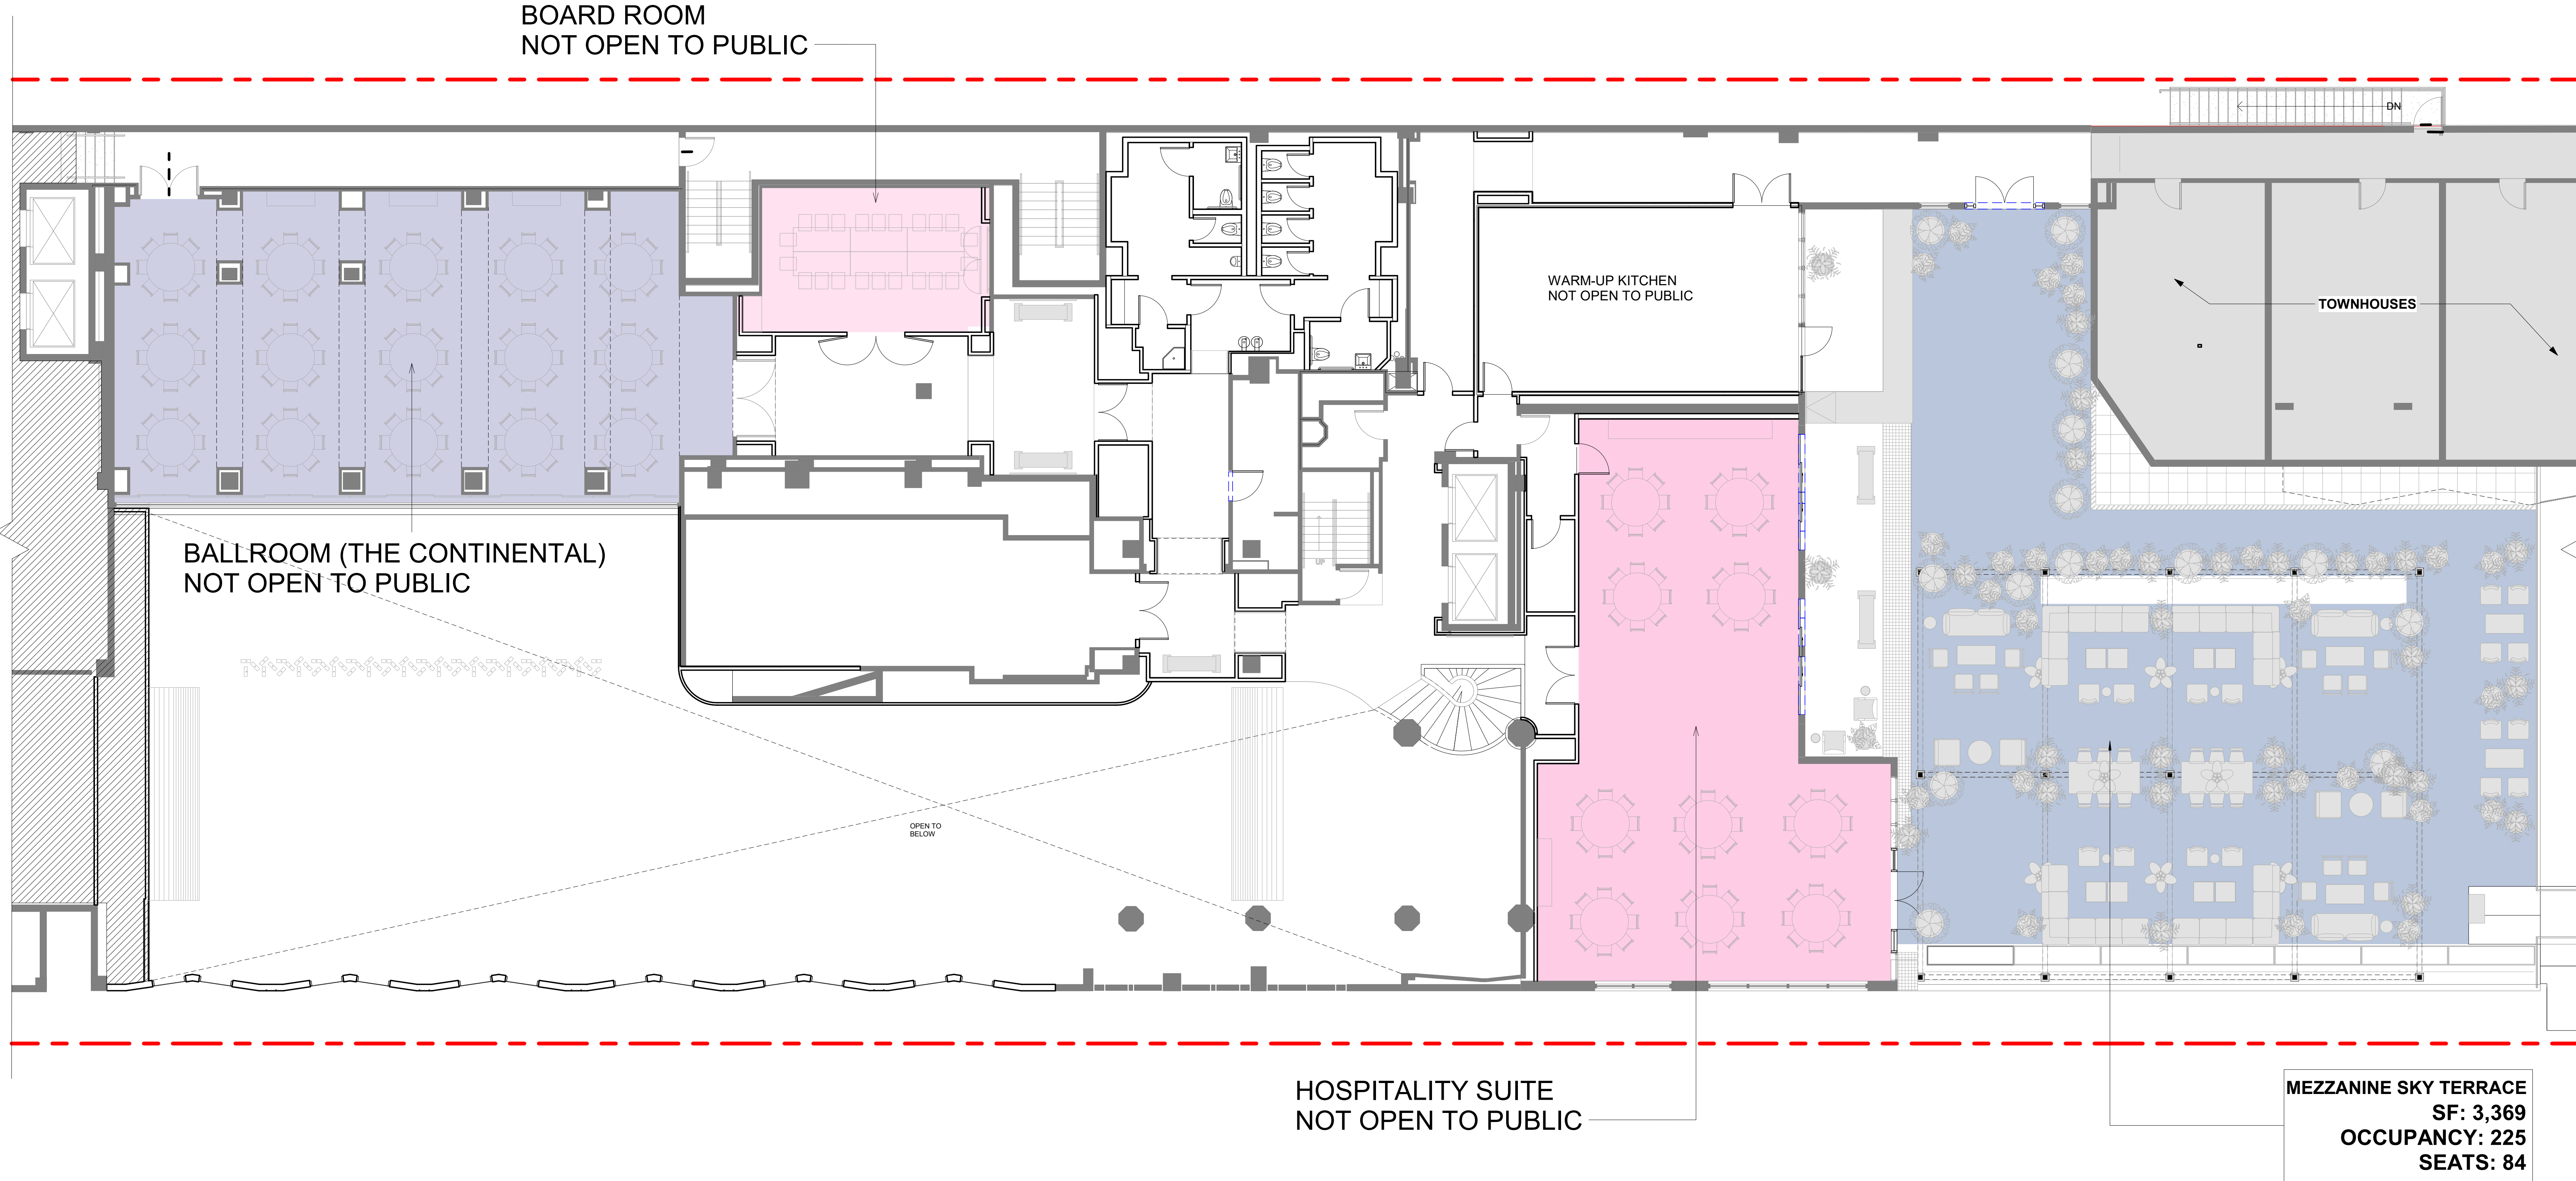 BOARD ROOM
NOT OPEN TO PUBLIC
DN
WARM-UP KITCHEN
NOT OPEN TO PUBLIC
TOWNHOUSES
BALLROOM (THE CONTINENTAL)
NOT OPEN TO PUBLIC
UP
OPEN TO
BELOW
HOSPITALITY SUITE
NOT OPEN TO PUBLIC
MEZZANINE SKY TERRACE
SF: 3,369
OCCUPANCY: 225
SEATS: 84